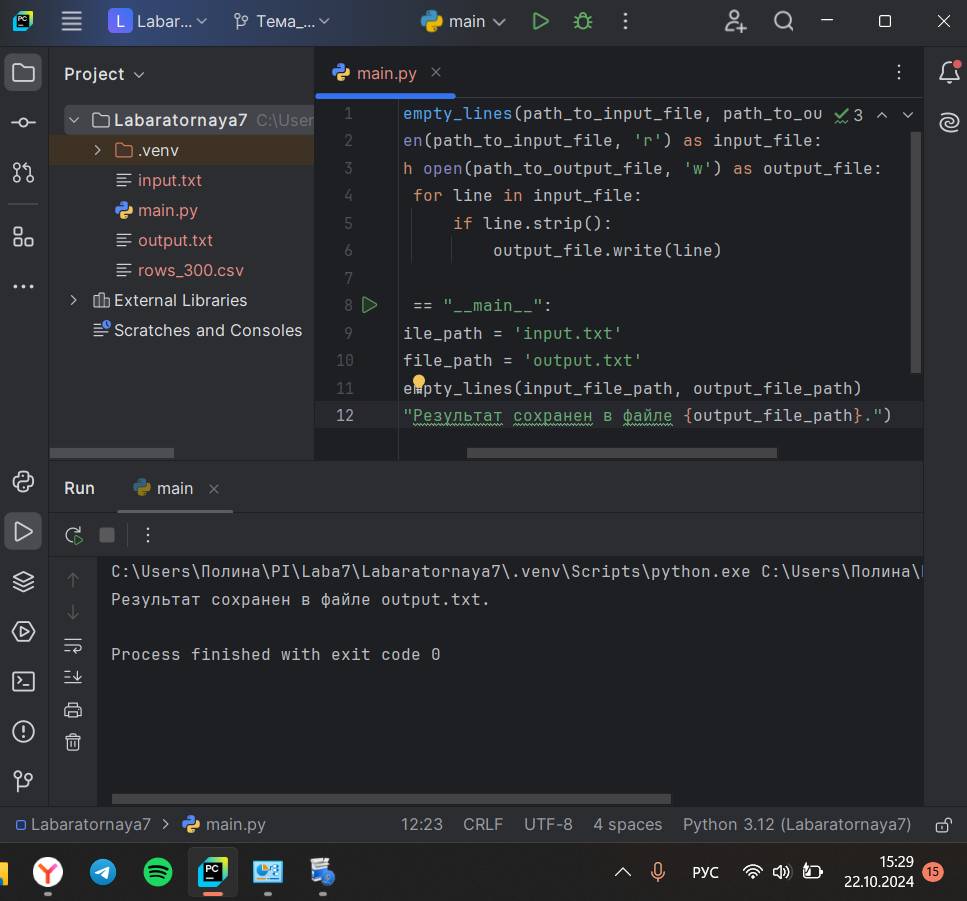 PC
L Labar...
Тема_...
main
Project
Labaratornaya7 C:\User
.venv
input.txt
main.py
output.txt
rows_300.csv
External Libraries
Scratches and Consoles
main.py
3
1 empty_lines(path_to_input_file, path_to_ou
2 en(path_to_input_file, 'r') as input_file:
3 h open(path_to_output_file, 'w') as output_file:
4 for line in input_file:
5 if line.strip():
6 output_file.write(line)
7
8 == "__main__":
9 ile_path = 'input.txt'
10 file_path = 'output.txt'
11 empty_lines(input_file_path, output_file_path)
12 "Результат сохранен в файле {output_file_path}.")
Run
main
C:\Users\Полина\PI\Laba7\Labaratornaya7\.venv\Scripts\python.exe C:\Users\Полина\
Результат сохранен в файле output.txt.
Process finished with exit code 0
Labaratornaya7 > main.py
12:23 CRLF UTF-8 4 spaces Python 3.12 (Labaratornaya7)
PC
РУС
15:29
22.10.2024
15